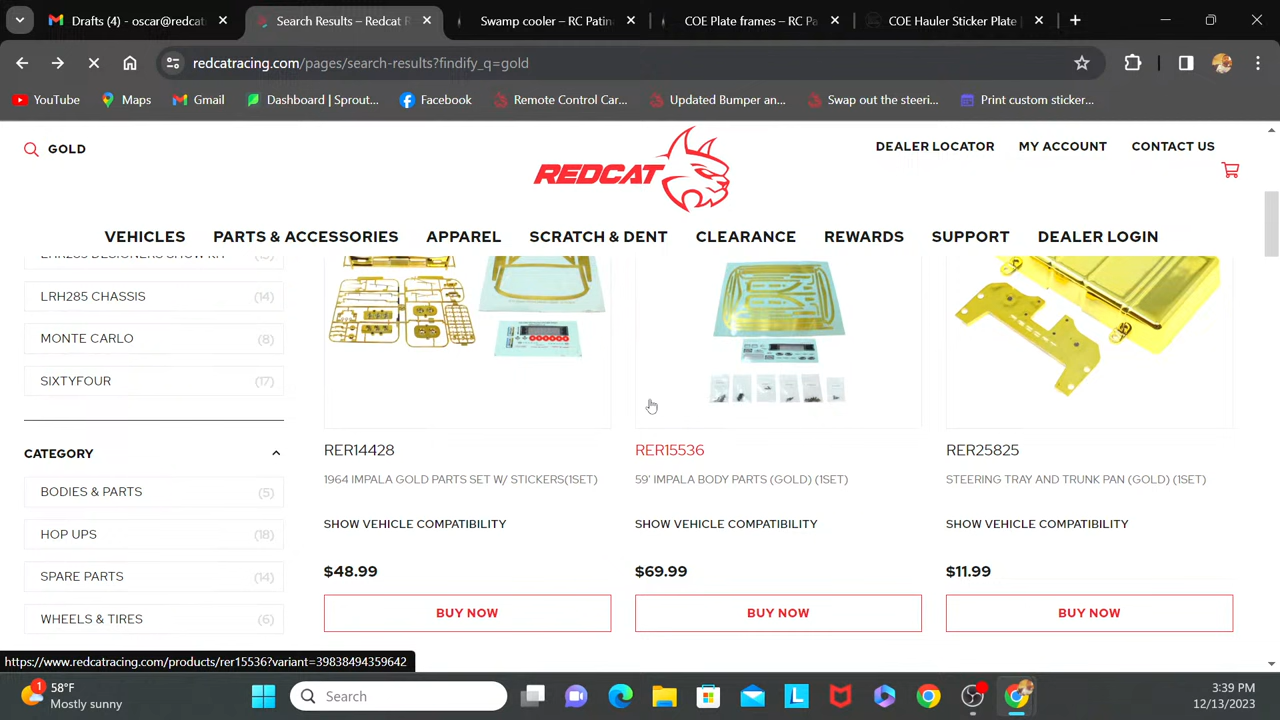 Drafts (4) - oscar@redcat
Search Results – Redcat R
Swamp cooler – RC Patin
COE Plate frames – RC Pa
COE Hauler Sticker Plate
redcatracing.com/pages/search-results?findify_q=gold
YouTube
Maps
Gmail
Dashboard | Sprout...
Facebook
Remote Control Car...
Updated Bumper an...
Swap out the steeri...
Print custom sticker...
GOLD
REDCAT
DEALER LOCATOR
MY ACCOUNT
CONTACT US
VEHICLES
PARTS & ACCESSORIES
APPAREL
SCRATCH & DENT
CLEARANCE
REWARDS
SUPPORT
DEALER LOGIN
LRH285 CHASSIS (14)
MONTE CARLO (8)
SIXTYFOUR (17)
CATEGORY
BODIES & PARTS (5)
HOP UPS (18)
SPARE PARTS (14)
WHEELS & TIRES (6)
RER14428
1964 IMPALA GOLD PARTS SET W/ STICKERS(1SET)
SHOW VEHICLE COMPATIBILITY
$48.99
BUY NOW
RER15536
59' IMPALA BODY PARTS (GOLD) (1SET)
SHOW VEHICLE COMPATIBILITY
$69.99
BUY NOW
RER25825
STEERING TRAY AND TRUNK PAN (GOLD) (1SET)
SHOW VEHICLE COMPATIBILITY
$11.99
BUY NOW
https://www.redcatracing.com/products/rer15536?variant=39838494359642
1
58°F
Mostly sunny
Search
3:39 PM
12/13/2023